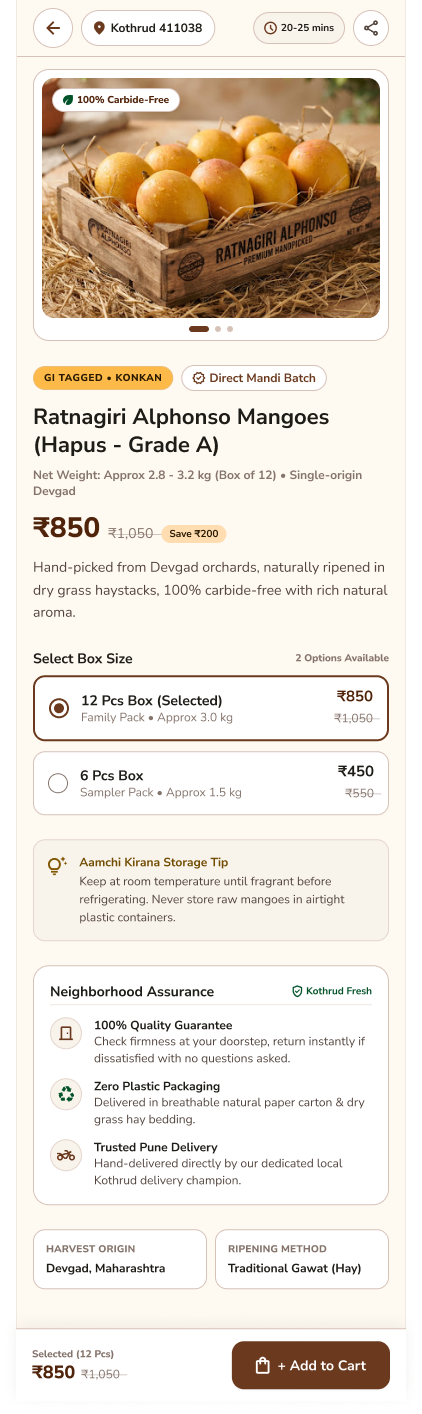 Kothrud 411038
20-25 mins
100% Carbide-Free
RATNAGIRI ALPHONSO
RATNAGIRI ALPHONSO
PREMIUM HANDPICKED
GI TAGGED • KONKAN
Direct Mandi Batch
Ratnagiri Alphonso Mangoes
(Hapus - Grade A)
Net Weight: Approx 2.8 - 3.2 kg (Box of 12) • Single-origin
Devgad
₹850 ₹1,050 Save ₹200
Hand-picked from Devgad orchards, naturally ripened in
dry grass haystacks, 100% carbide-free with rich natural
aroma.
Select Box Size
2 Options Available
12 Pcs Box (Selected)
Family Pack • Approx 3.0 kg
₹850
₹1,050
6 Pcs Box
Sampler Pack • Approx 1.5 kg
₹450
₹550
Aamchi Kirana Storage Tip
Keep at room temperature until fragrant before
refrigerating. Never store raw mangoes in airtight
plastic containers.
Neighborhood Assurance
Kothrud Fresh
100% Quality Guarantee
Check firmness at your doorstep, return instantly if
dissatisfied with no questions asked.
Zero Plastic Packaging
Delivered in breathable natural paper carton & dry
grass hay bedding.
Trusted Pune Delivery
Hand-delivered directly by our dedicated local
Kothrud delivery champion.
HARVEST ORIGIN
Devgad, Maharashtra
RIPENING METHOD
Traditional Gawat (Hay)
Selected (12 Pcs)
₹850 ₹1,050
+ Add to Cart